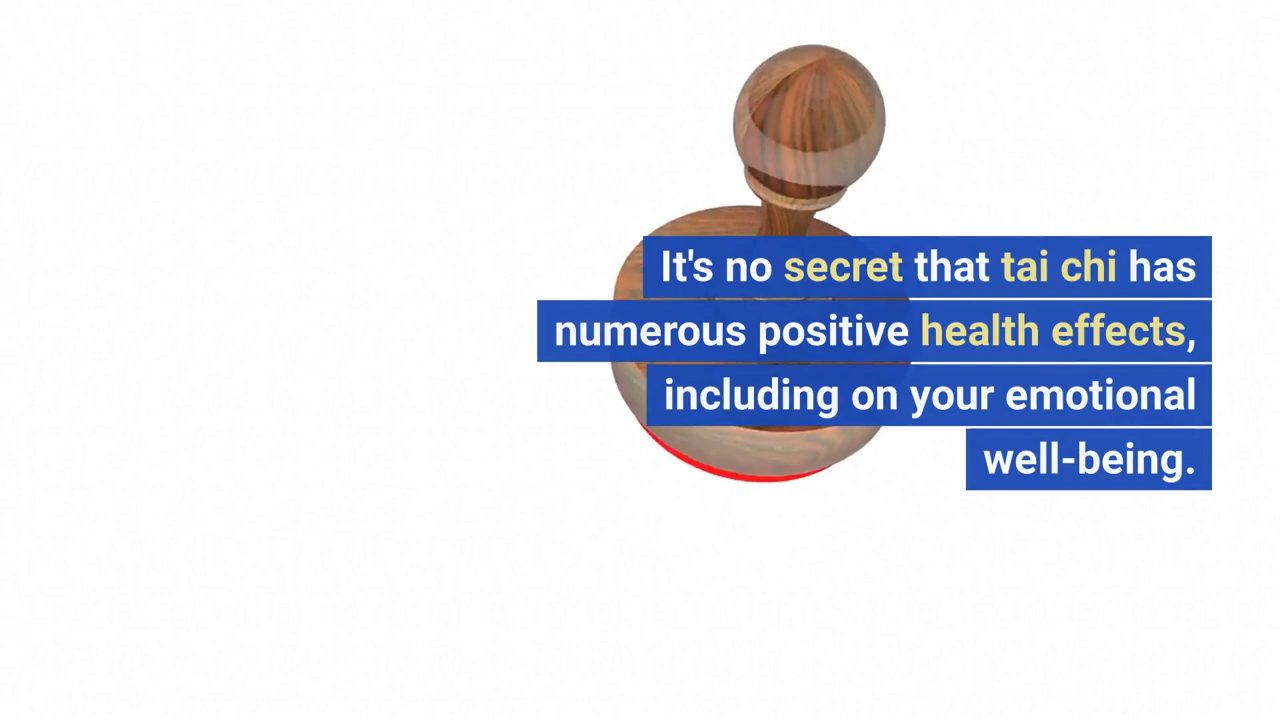 It's no secret that tai chi has
numerous positive health effects,
including on your emotional
well-being.